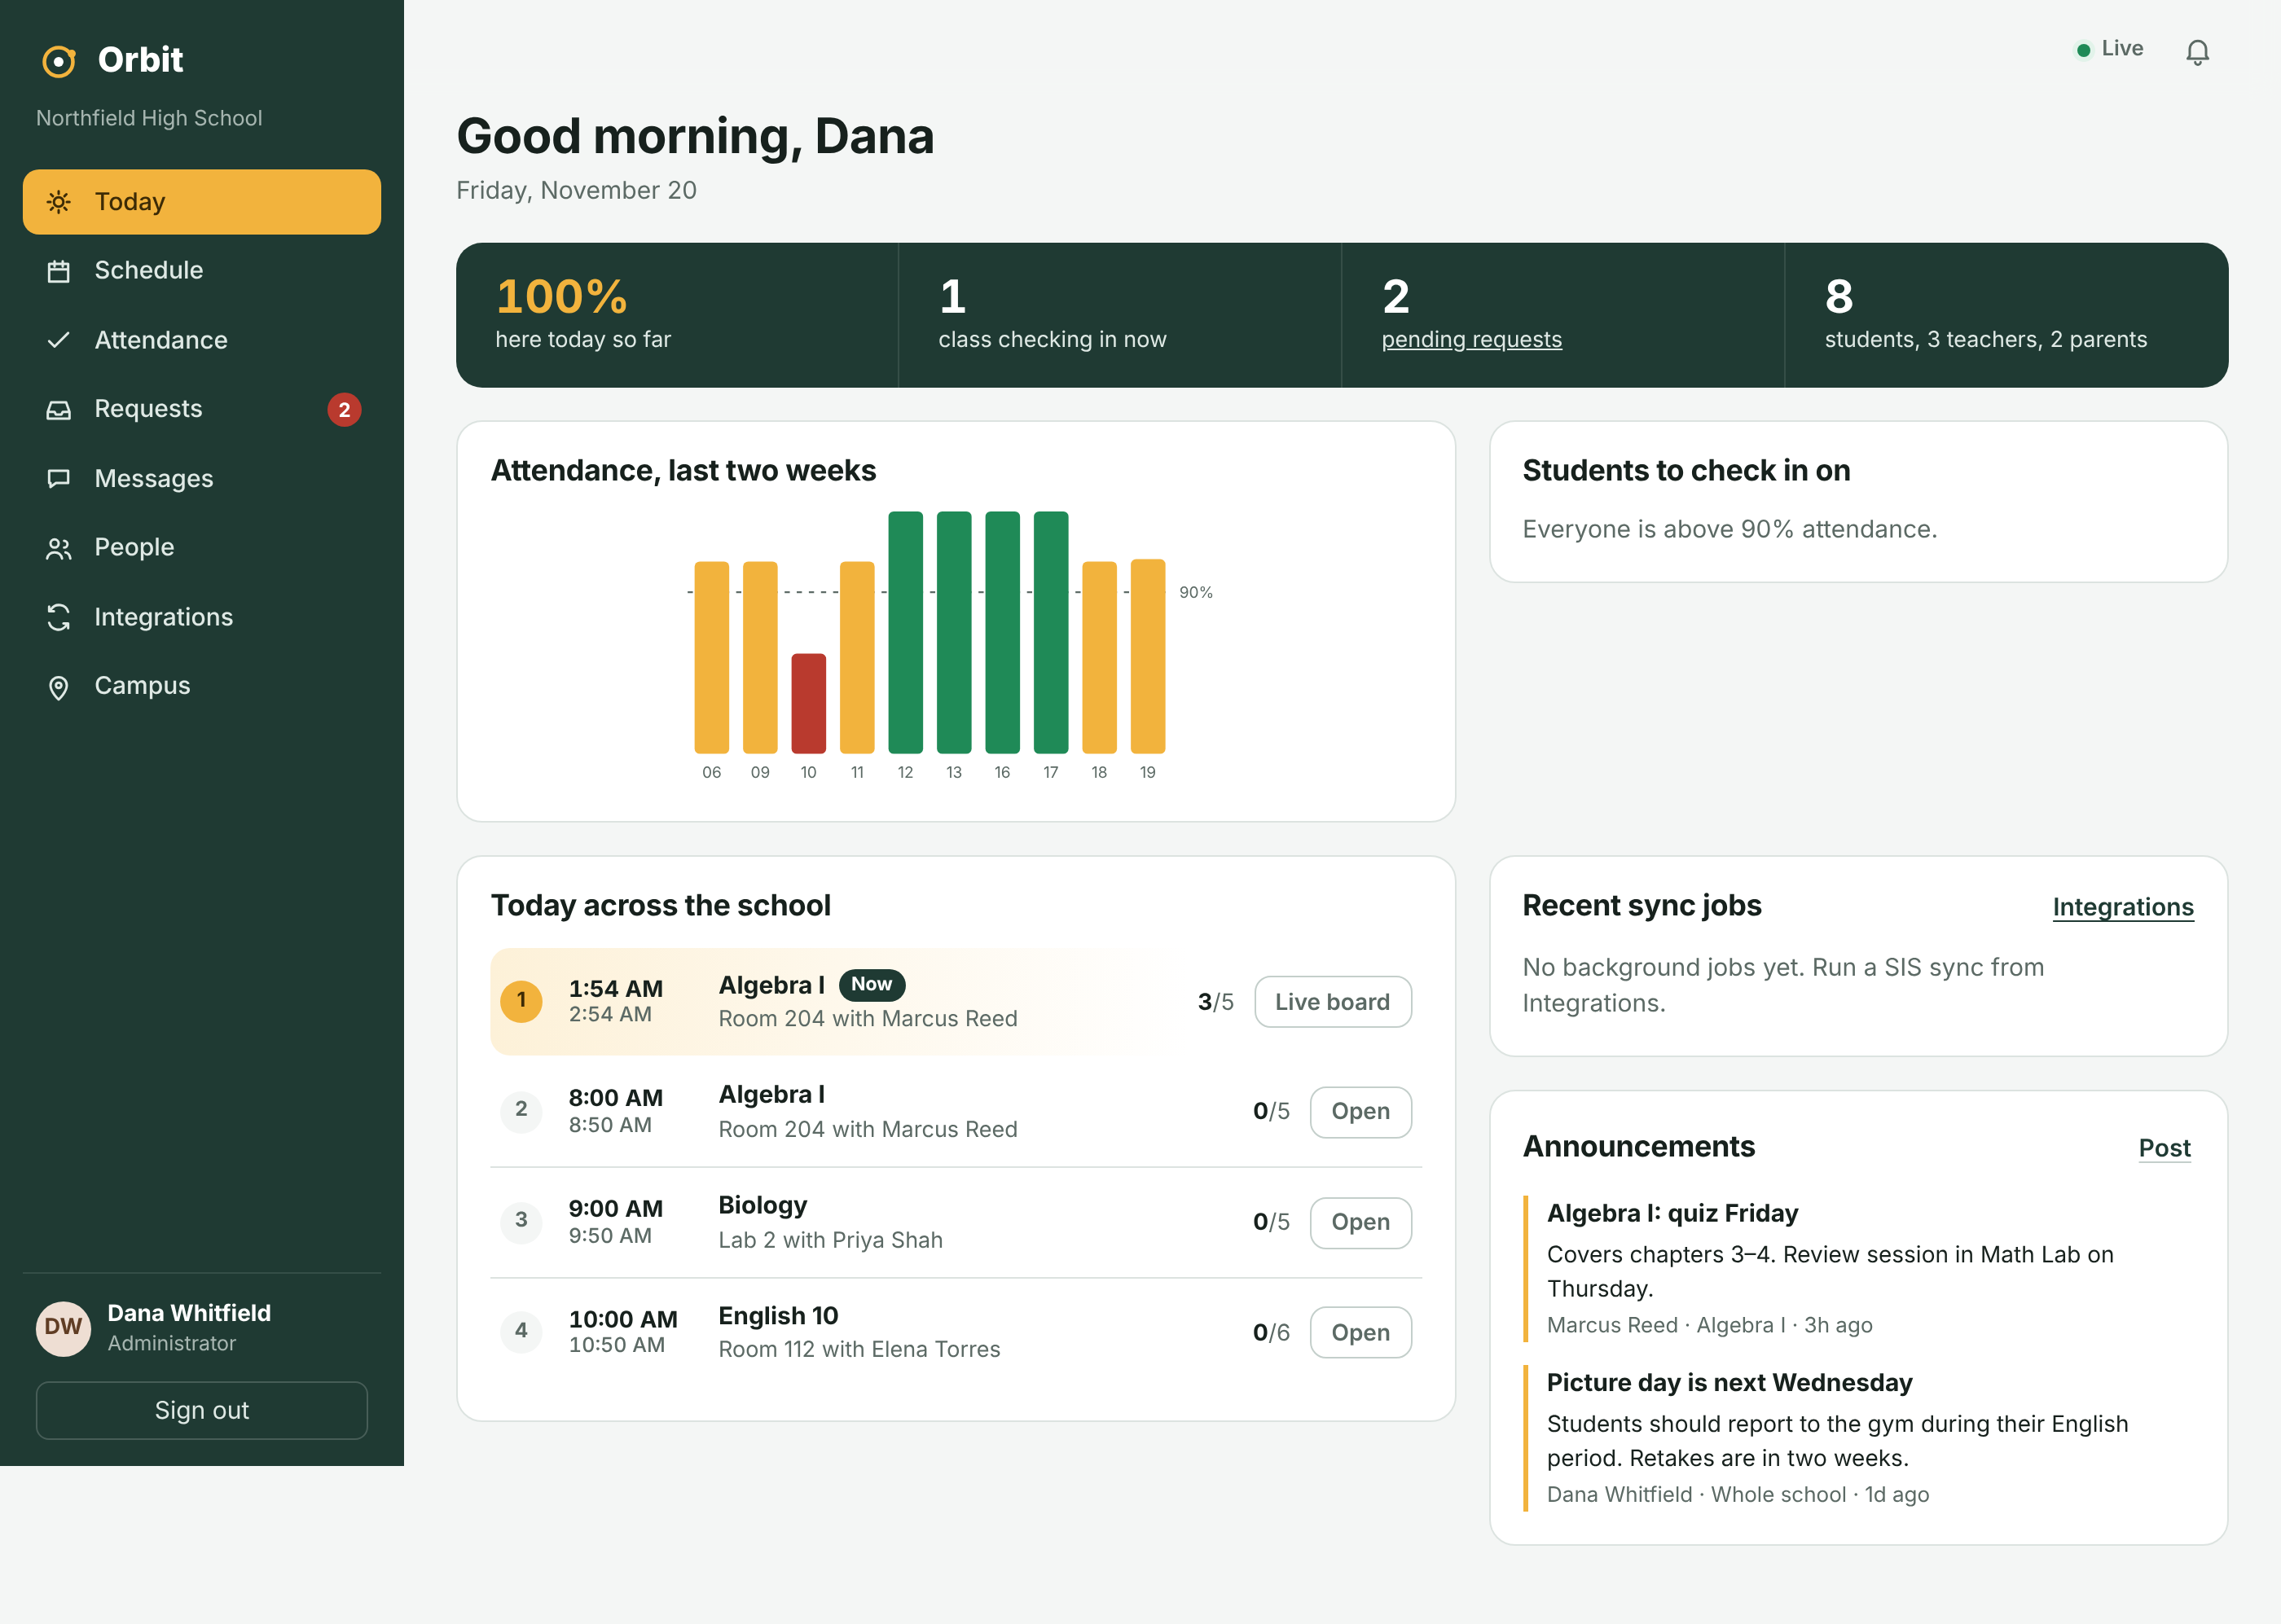 Orbit
Northfield High School
Today
Schedule
Attendance
Requests 2
Messages
People
Integrations
Campus
Dana Whitfield
DW
Administrator
Sign out
Live
Good morning, Dana
Friday, November 20
100%
here today so far
1
class checking in now
2
pending requests
8
students, 3 teachers, 2 parents
Attendance, last two weeks
90%
06 09 10 11 12 13 16 17 18 19
Students to check in on
Everyone is above 90% attendance.
Today across the school
1 1:54 AM Algebra I Now 3/5 Live board
2:54 AM Room 204 with Marcus Reed
2 8:00 AM Algebra I 0/5 Open
8:50 AM Room 204 with Marcus Reed
3 9:00 AM Biology 0/5 Open
9:50 AM Lab 2 with Priya Shah
4 10:00 AM English 10 0/6 Open
10:50 AM Room 112 with Elena Torres
Recent sync jobs Integrations
No background jobs yet. Run a SIS sync from
Integrations.
Announcements Post
Algebra I: quiz Friday
Covers chapters 3–4. Review session in Math Lab on
Thursday.
Marcus Reed · Algebra I · 3h ago
Picture day is next Wednesday
Students should report to the gym during their English
period. Retakes are in two weeks.
Dana Whitfield · Whole school · 1d ago